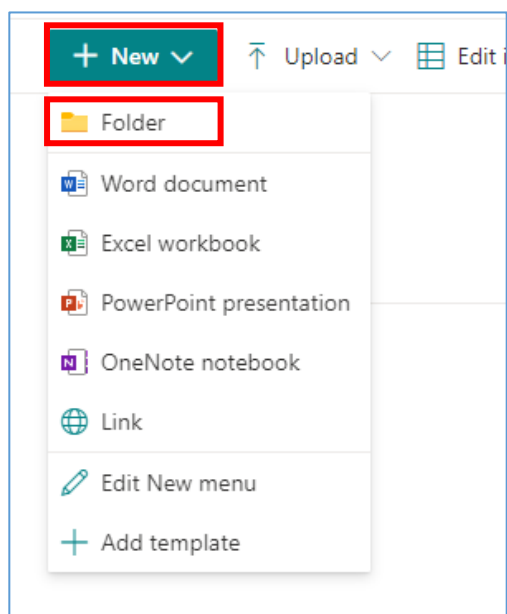 + New Upload Edit i
Folder
Word document
Excel workbook
PowerPoint presentation
OneNote notebook
Link
Edit New menu
+ Add template